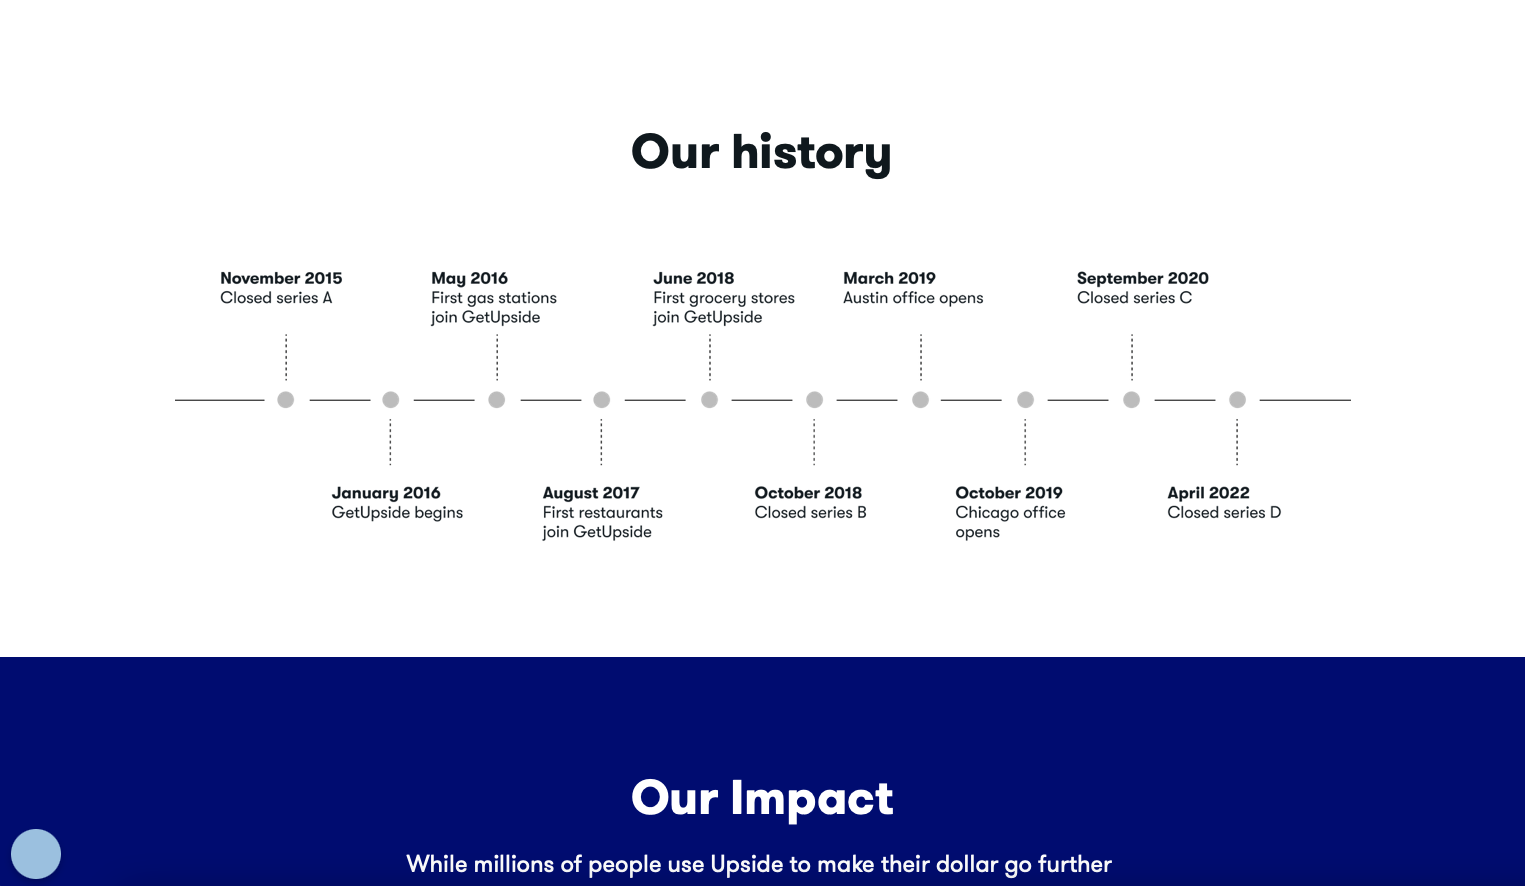 Our history
November 2015
Closed series A
May 2016
First gas stations
join GetUpside
June 2018
First grocery stores
join GetUpside
March 2019
Austin office opens
September 2020
Closed series C
January 2016
GetUpside begins
August 2017
First restaurants
join GetUpside
October 2018
Closed series B
October 2019
Chicago office
opens
April 2022
Closed series D
Our Impact
While millions of people use Upside to make their dollar go further